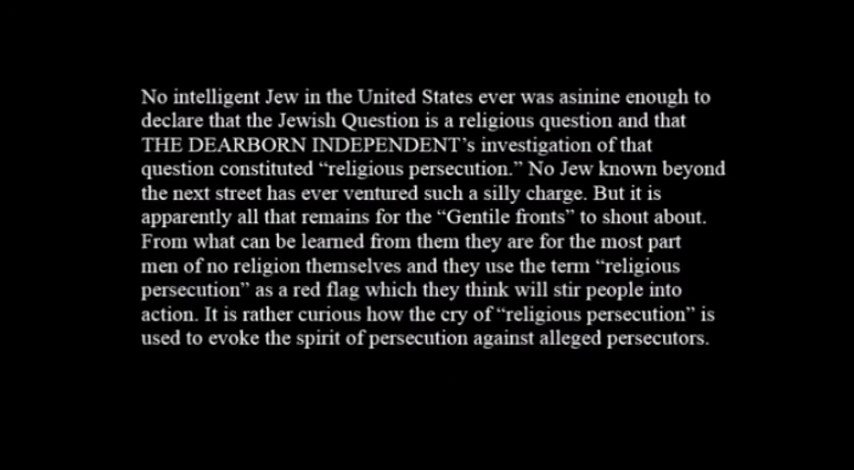 No intelligent Jew in the United States ever was asinine enough to
declare that the Jewish Question is a religious question and that
THE DEARBORN INDEPENDENT’s investigation of that
question constituted “religious persecution.” No Jew known beyond
the next street has ever ventured such a silly charge. But it is
apparently all that remains for the “Gentile fronts” to shout about.
From what can be learned from them they are for the most part
men of no religion themselves and they use the term “religious
persecution” as a red flag which they think will stir people into
action. It is rather curious how the cry of “religious persecution” is
used to evoke the spirit of persecution against alleged persecutors.